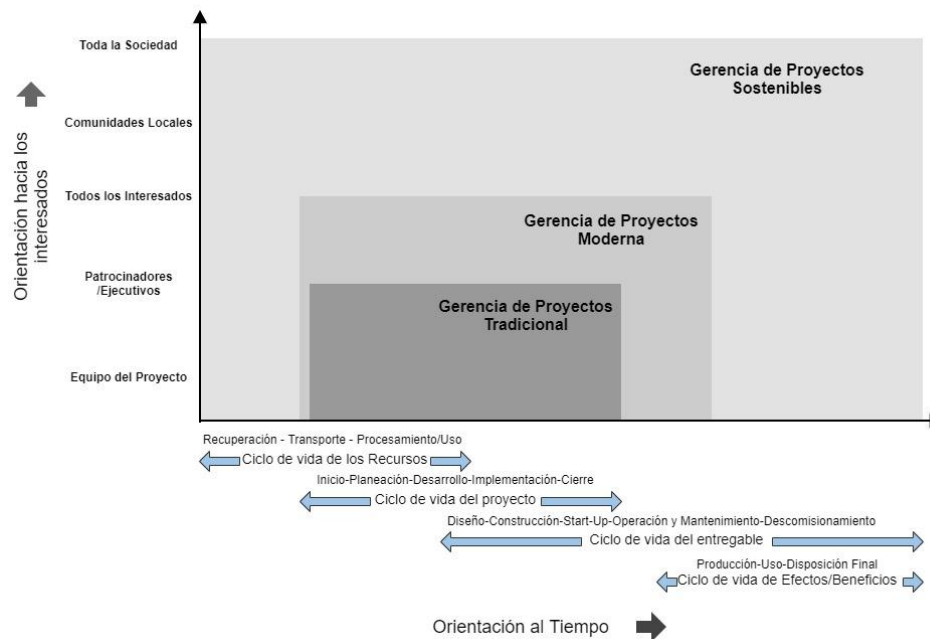 Toda la Sociedad
Gerencia de Proyectos
Sostenibles
Comunidades Locales
Orientación hacia los
interesados
Todos los Interesados
Gerencia de Proyectos
Moderna
Patrocinadores
/Ejecutivos
Gerencia de Proyectos
Tradicional
Equipo del Proyecto
Recuperación - Transporte - Procesamiento/Uso
Ciclo de vida de los Recursos
Inicio-Planeación-Desarrollo-Implementación-Cierre
Ciclo de vida del proyecto
Diseño-Construcción-Start-Up-Operación y Mantenimiento-Descomisionamiento
Ciclo de vida del entregable
Producción-Uso-Disposición Final
Ciclo de vida de Efectos/Beneficios
Orientación al Tiempo